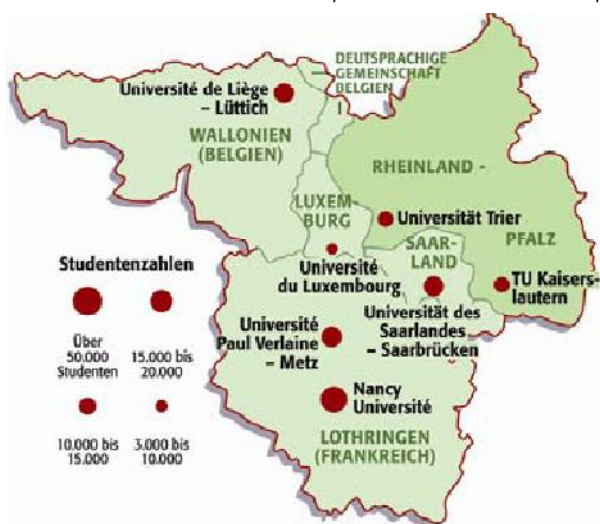 DEUTSPRACHIGE
GEMEINSCHAFT
BELGIEN
Université de Liège
– Lüttich
WALLONIEN
(BELGIEN)
RHEINLAND -
PFALZ
LUXEM-
BURG
Universität Trier
SAAR-
LAND
Université
du Luxembourg
TU Kaisers-
lautern
Universität des
Saarlandes
– Saarbrücken
Université
Paul Verlaine
– Metz
Nancy
Université
LOTHRINGEN
(FRANKREICH)
Studentenzahlen
Über
50.000
Studenten
15.000 bis
20.000
10.000 bis
15.000
3.000 bis
10.000